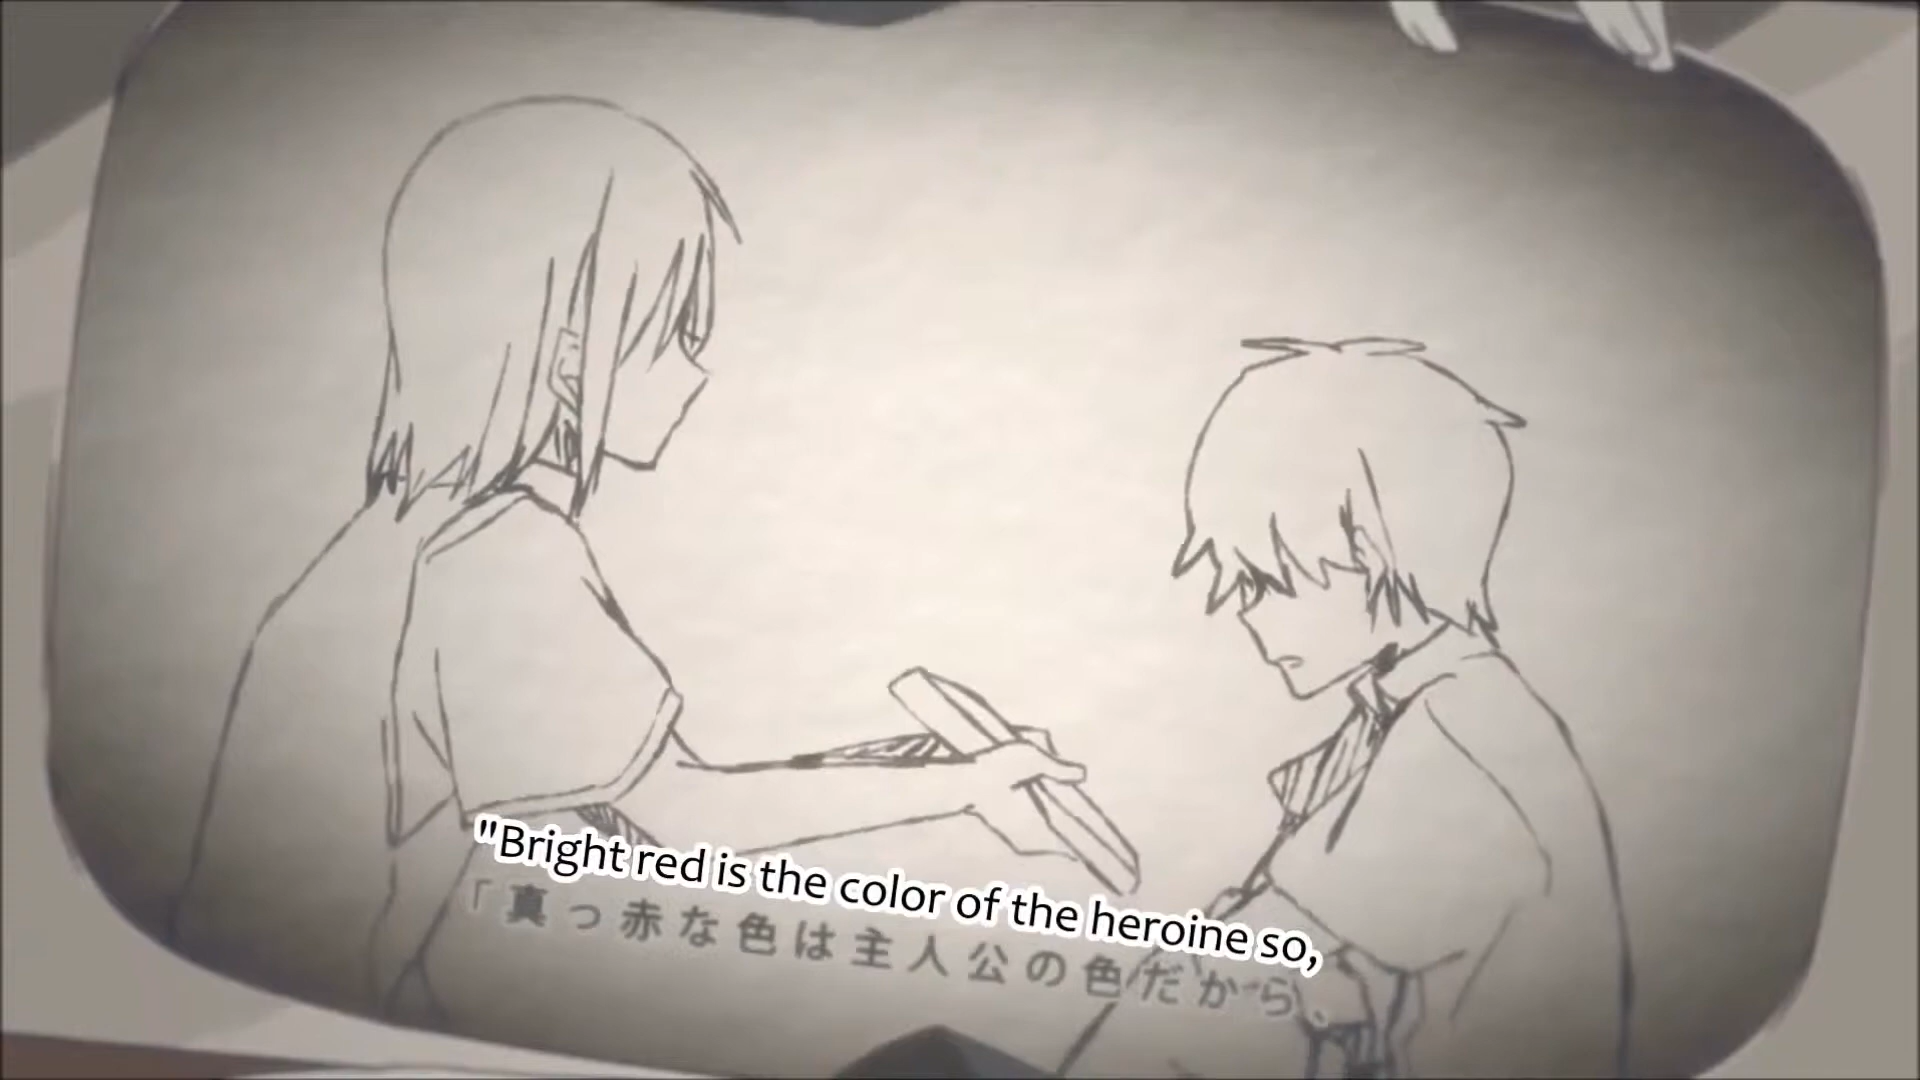 "Bright red is the color of the heroine so,
「真っ赤な色は主人公の色だから、